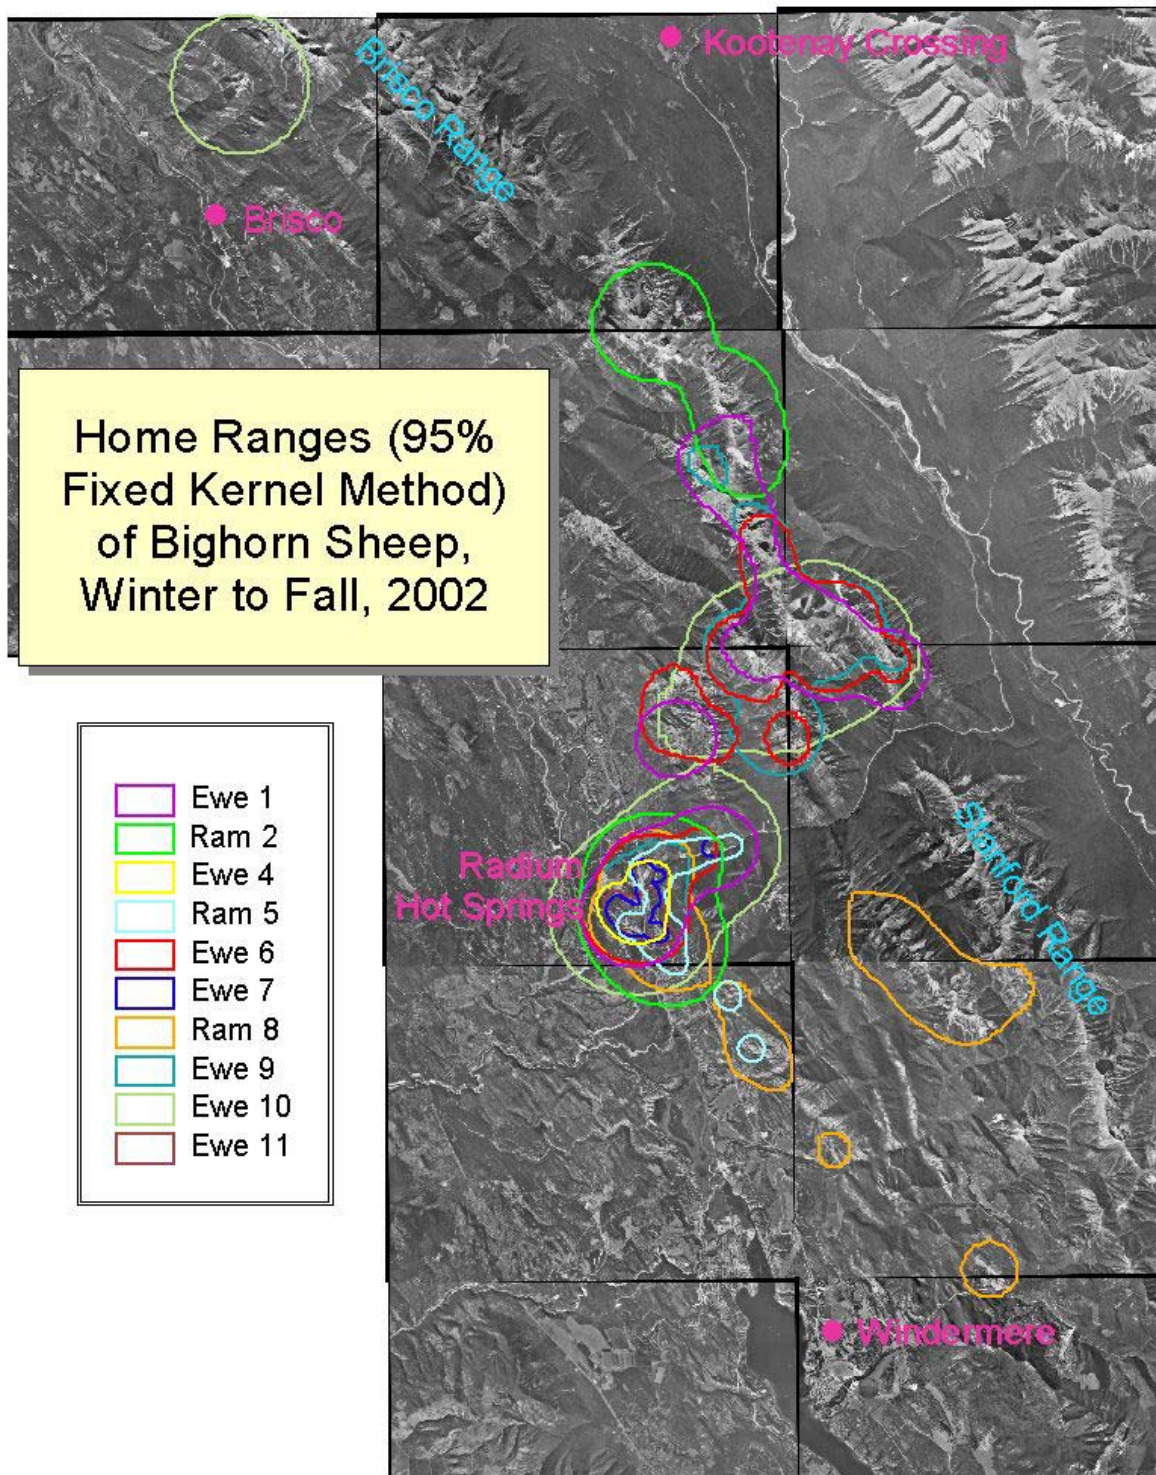 Kootenay Crossing
Brisco Range
Brisco
Home Ranges (95%
Fixed Kernel Method)
of Bighorn Sheep,
Winter to Fall, 2002
Ewe 1
Ram 2
Ewe 4
Ram 5
Ewe 6
Ewe 7
Ram 8
Ewe 9
Ewe 10
Ewe 11
Radium
Hot Springs
Stanford Range
Windermere